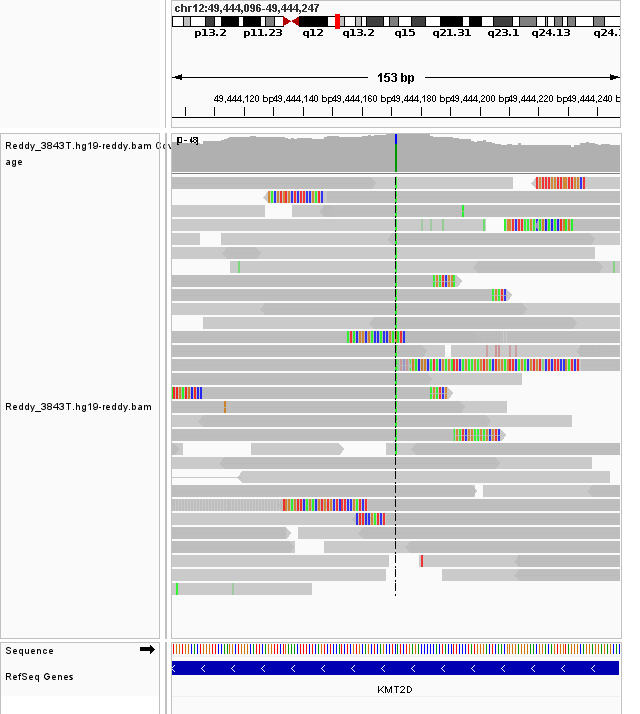 chr12:49,444,096-49,444,247
p13.2 p11.23 q12 q13.2 q15 q21.31 q23.1 q24.13 q24.
153 bp
49,444,120 bp 49,444,140 bp 49,444,160 bp 49,444,180 bp 49,444,200 bp 49,444,220 bp 49,444,240 b
Reddy_3843T.hg19-reddy.bam Cov
age
Reddy_3843T.hg19-reddy.bam
Sequence
RefSeq Genes
KMT2D